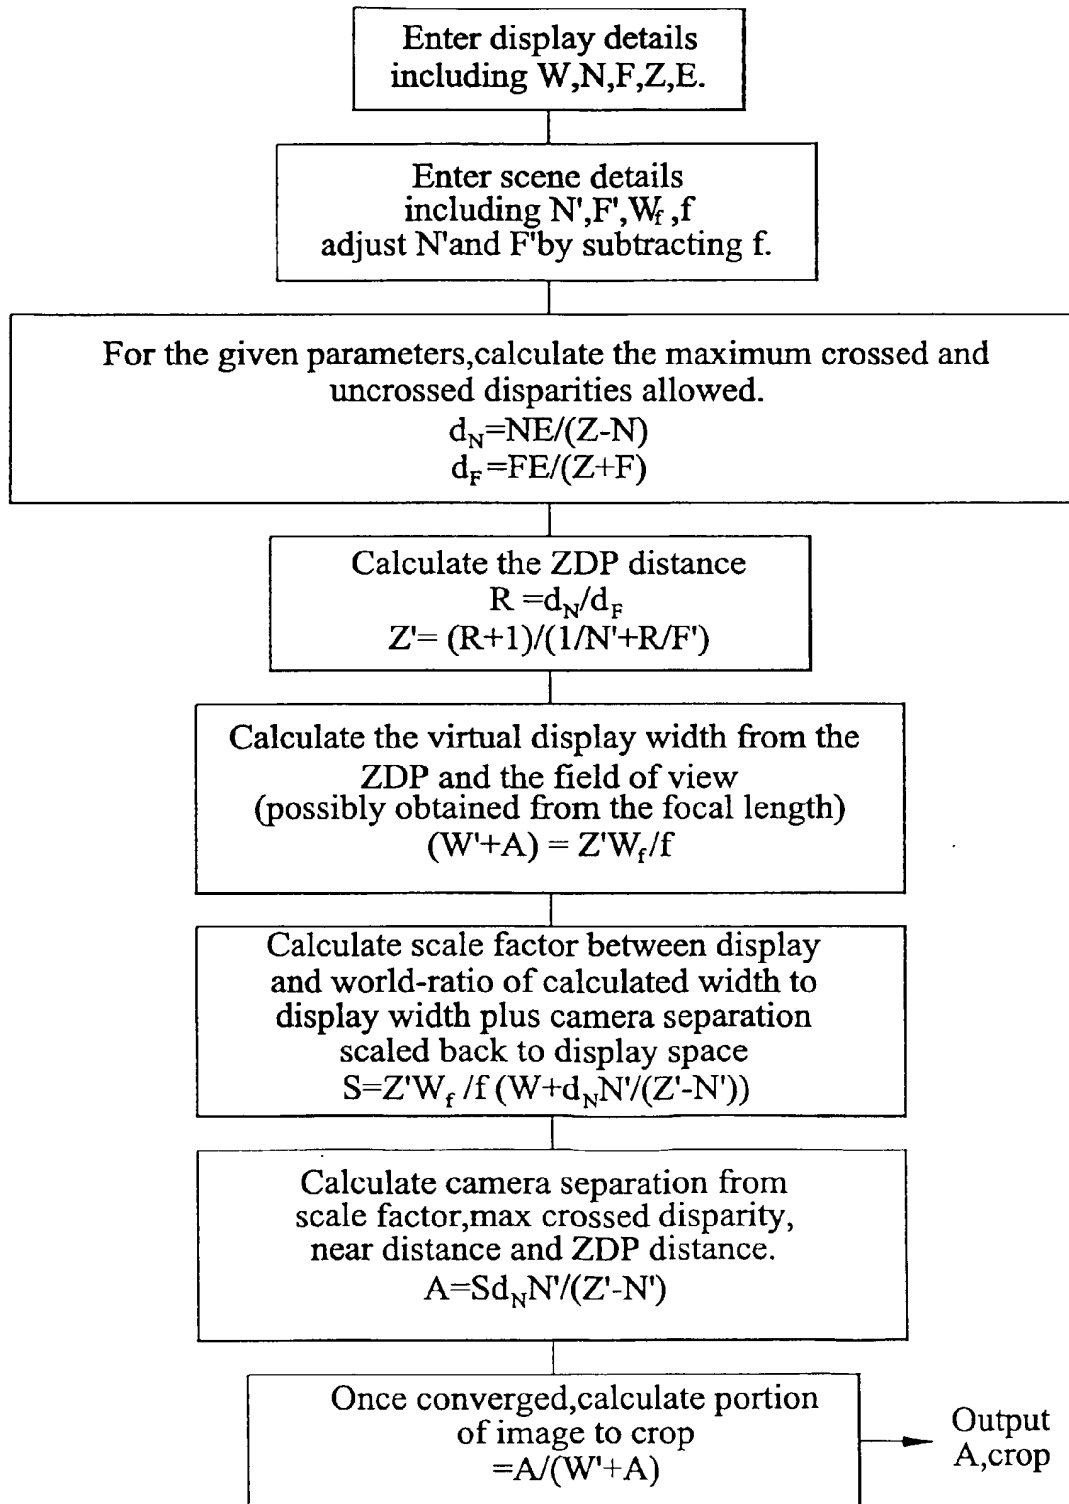 Enter display details
including W,N,F,Z,E.
Enter scene details
including N',F',W_f ,f
adjust N'and F'by subtracting f.
For the given parameters,calculate the maximum crossed and
uncrossed disparities allowed.
d_N=NE/(Z-N)
d_F=FE/(Z+F)
Calculate the ZDP distance
R =d_N/d_F
Z'= (R+1)/(1/N'+R/F')
Calculate the virtual display width from the
ZDP and the field of view
(possibly obtained from the focal length)
(W'+A) = Z'W_f/f
Calculate scale factor between display
and world-ratio of calculated width to
display width plus camera separation
scaled back to display space
S=Z'W_f /f (W+d_NN'/(Z'-N'))
Calculate camera separation from
scale factor,max crossed disparity,
near distance and ZDP distance.
A=Sd_NN'/(Z'-N')
Once converged,calculate portion
of image to crop
=A/(W'+A)
Output
A,crop